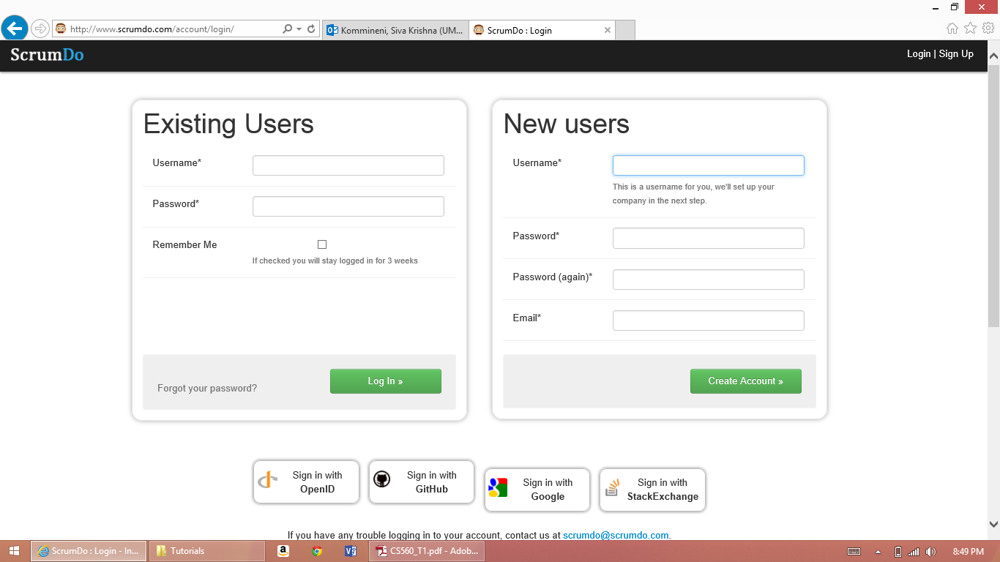 http://www.scrumdo.com/account/login/
Kommineni, Siva Krishna (UM...
ScrumDo : Login
ScrumDo
Login | Sign Up
Existing Users
Username*
Password*
Remember Me
If checked you will stay logged in for 3 weeks
Forgot your password?
Log In »
New users
Username*
This is a username for you, we'll set up your
company in the next step.
Password*
Password (again)*
Email*
Create Account »
Sign in with
OpenID
Sign in with
GitHub
Sign in with
Google
Sign in with
StackExchange
If you have any trouble logging in to your account, contact us at scrumdo@scrumdo.com.
ScrumDo : Login - In...
Tutorials
CS560_T1.pdf - Adob...
8:49 PM